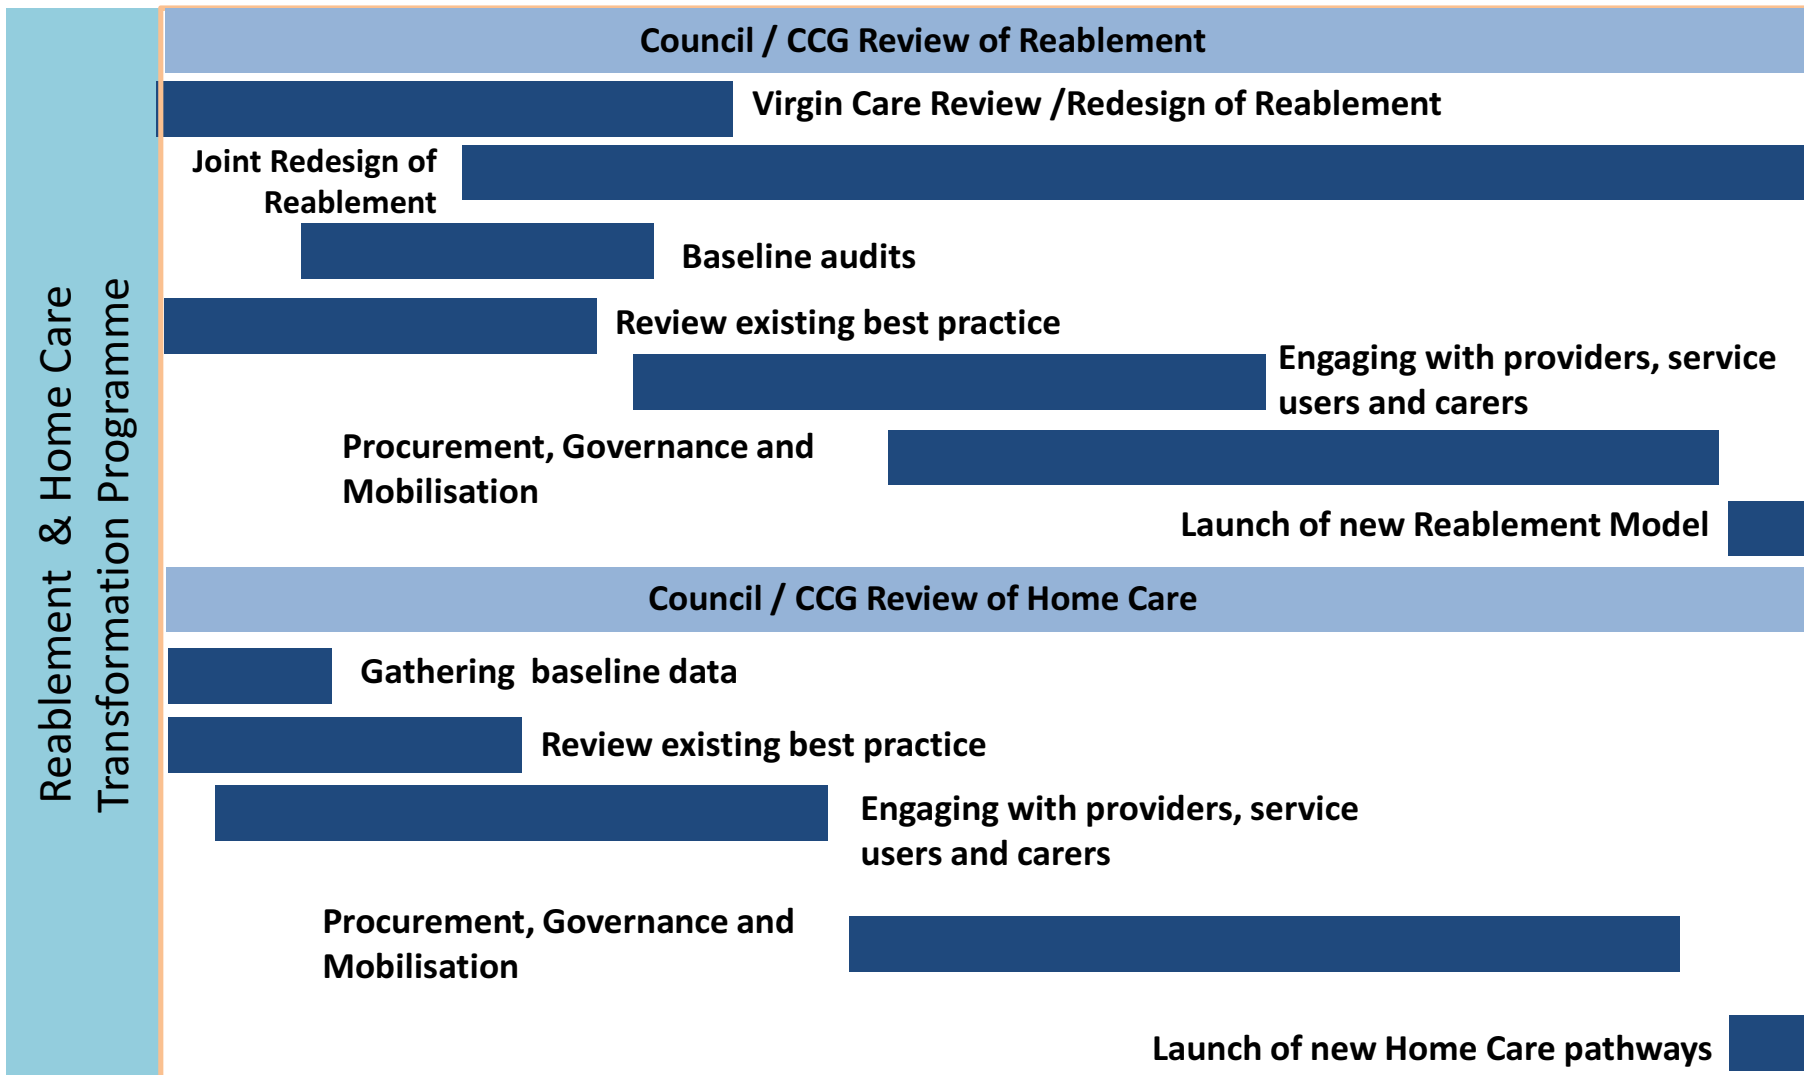 Reablement & Home Care
Transformation Programme
Council / CCG Review of Reablement
Virgin Care Review /Redesign of Reablement
Joint Redesign of
Reablement
Baseline audits
Review existing best practice
Engaging with providers, service
users and carers
Procurement, Governance and
Mobilisation
Launch of new Reablement Model
Council / CCG Review of Home Care
Gathering baseline data
Review existing best practice
Engaging with providers, service
users and carers
Procurement, Governance and
Mobilisation
Launch of new Home Care pathways